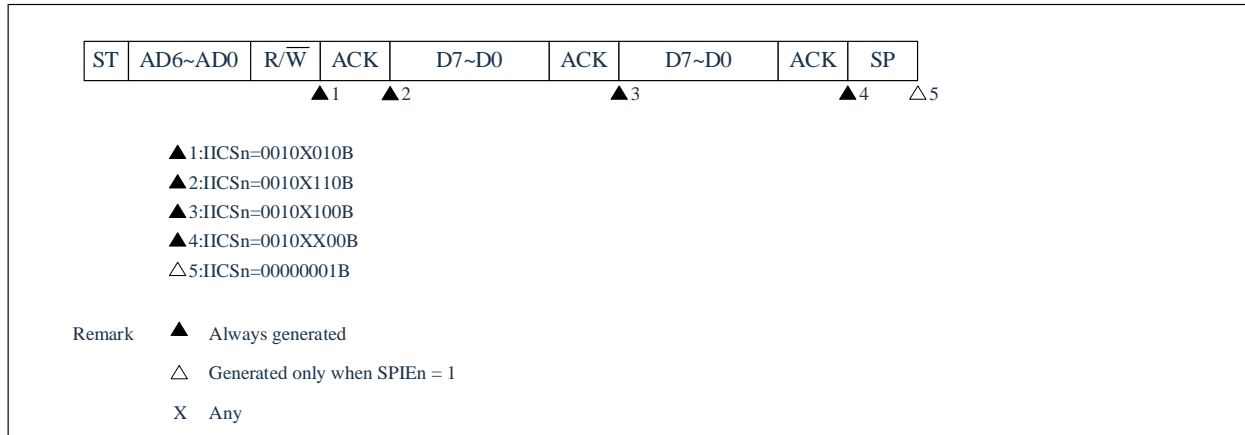 ST AD6~AD0 R/W̅ ACK D7~D0 ACK D7~D0 ACK SP
▲1 ▲2 ▲3 ▲4 △5
▲1:IICSn=0010X010B
▲2:IICSn=0010X110B
▲3:IICSn=0010X100B
▲4:IICSn=0010XX00B
△5:IICSn=00000001B
Remark ▲ Always generated
△ Generated only when SPIEn = 1
X Any